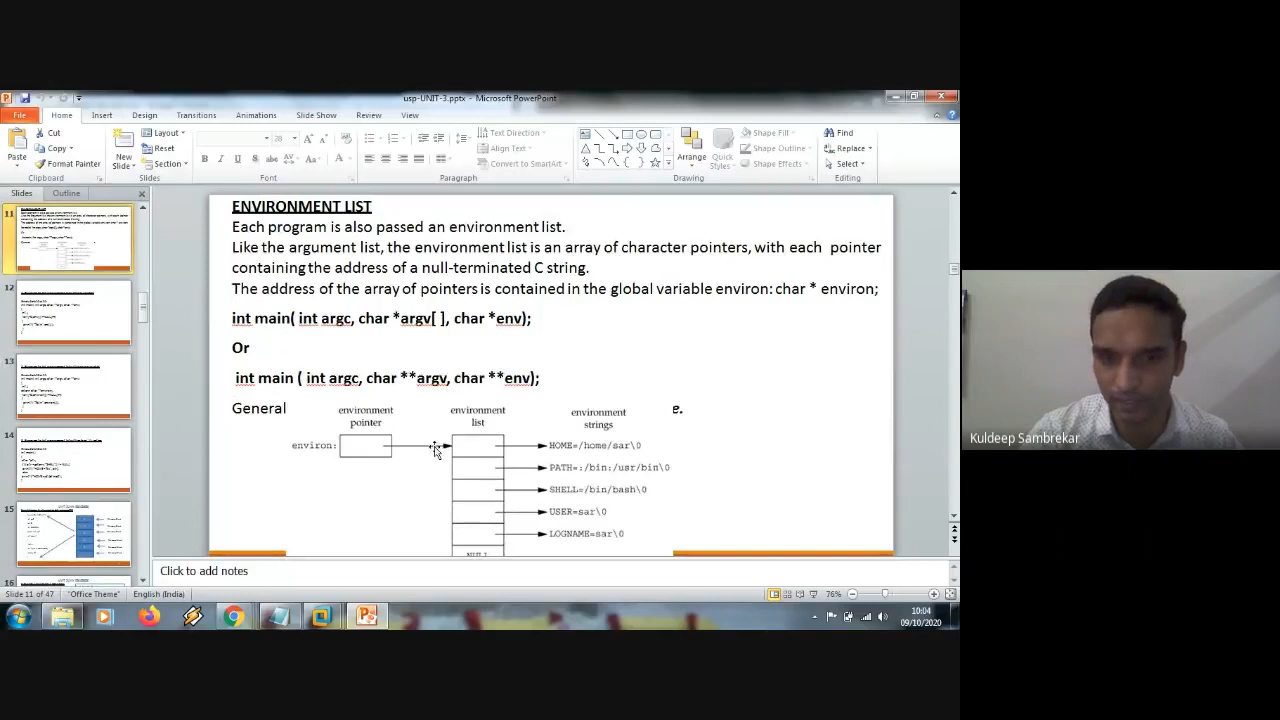 usp-UNIT-3.pptx - Microsoft PowerPoint
File Home Insert Design Transitions Animations Slide Show Review View
Paste
Cut
Copy
Format Painter
Clipboard
New Slide
Layout
Reset
Section
Slides
Font
Text Direction
Align Text
Convert to SmartArt
Paragraph
Arrange
Quick Styles
Shape Fill
Shape Outline
Shape Effects
Drawing
Find
Replace
Select
Editing
Slides Outline
11
12
13
14
15
16
ENVIRONMENT LIST
Each program is also passed an environment list.
Like the argument list, the environment list is an array of character pointers, with each pointer
containing the address of a null-terminated C string.
The address of the array of pointers is contained in the global variable environ: char * environ;
int main( int argc, char *argv[ ], char *env);
Or
int main ( int argc, char **argv, char **env);
General
e.
environment pointer
environment list
environment strings
environ:
HOME=/home/sar\0
PATH=:/bin:/usr/bin\0
SHELL=/bin/bash\0
USER=sar\0
LOGNAME=sar\0
Click to add notes
Slide 11 of 47 "Office Theme" English (India) 76%
10:04
09/10/2020
Kuldeep Sambrekar